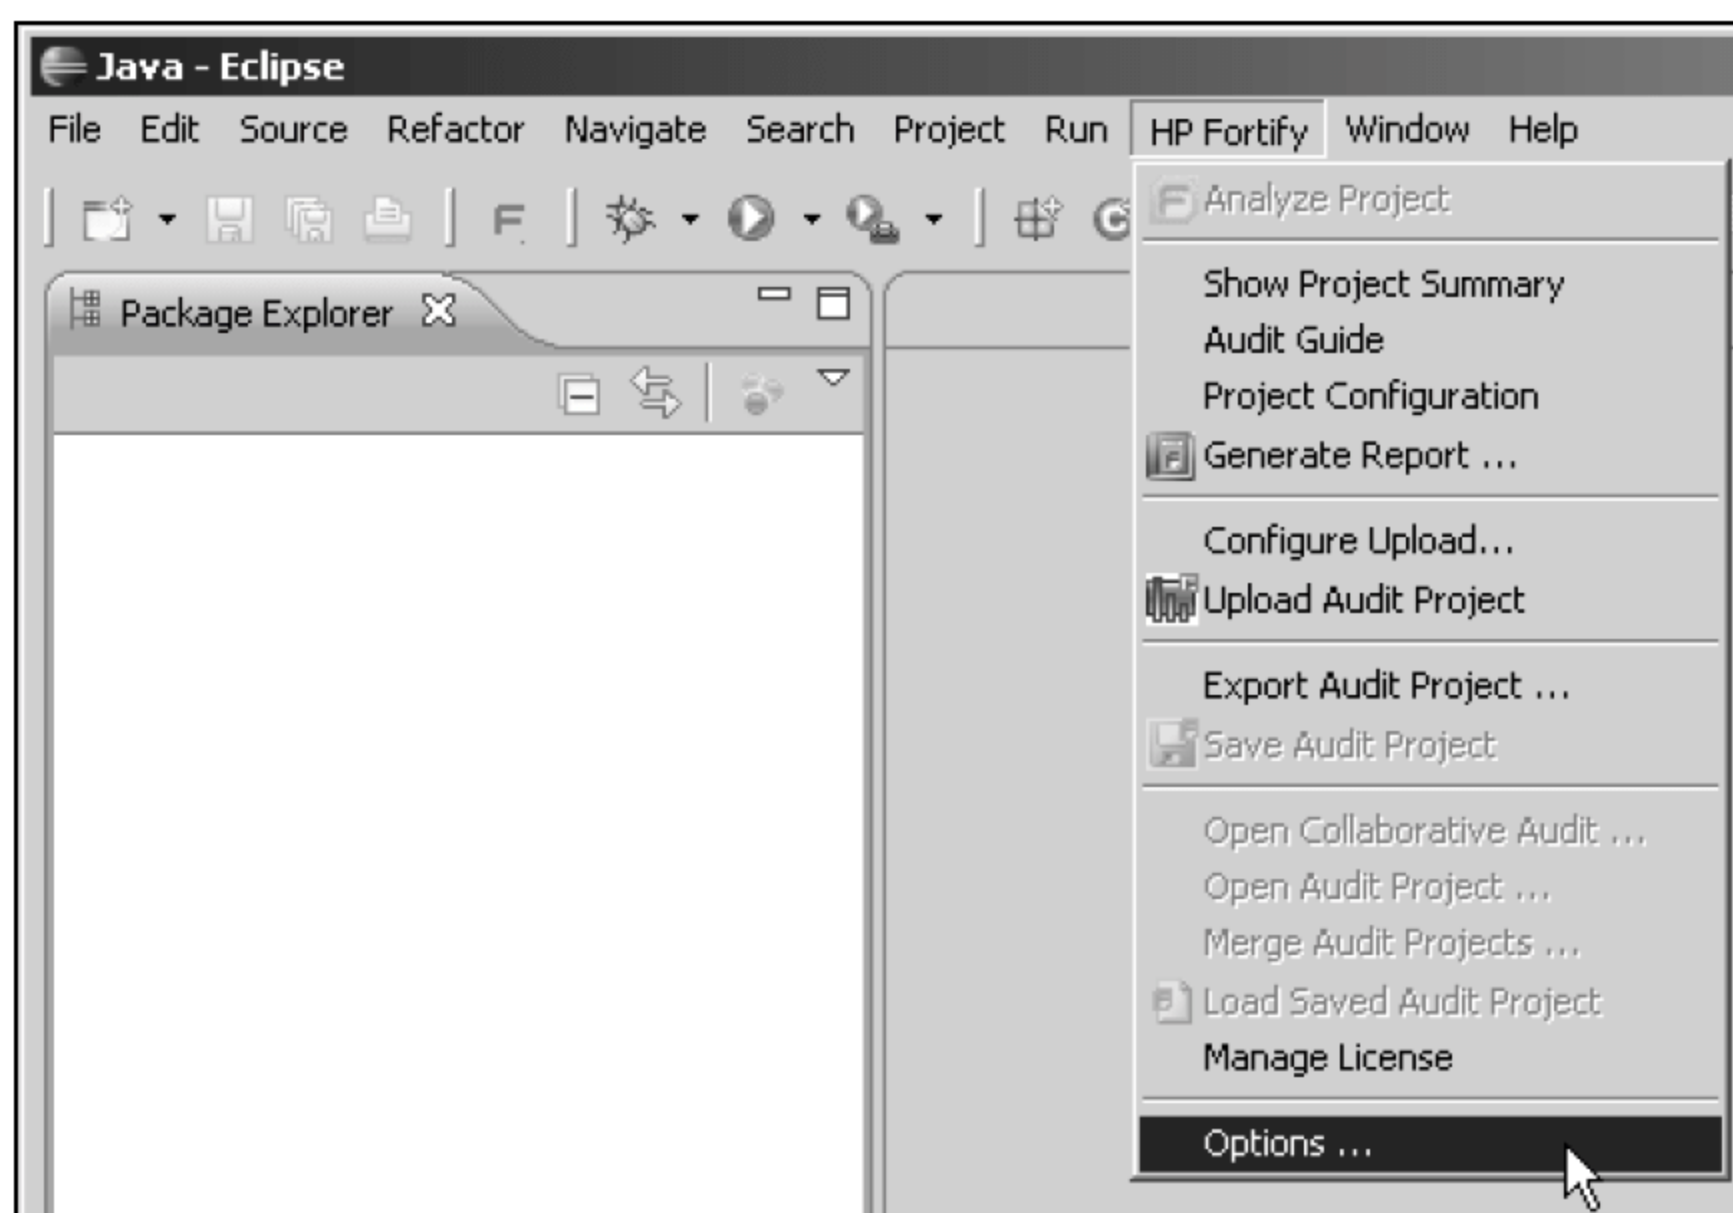 Java - Eclipse
File Edit Source Refactor Navigate Search Project Run HP Fortify Window Help
Analyze Project
Show Project Summary
Package Explorer
Audit Guide
Project Configuration
Generate Report ...
Configure Upload...
Upload Audit Project
Export Audit Project ...
Save Audit Project
Open Collaborative Audit ...
Open Audit Project ...
Merge Audit Projects ...
Load Saved Audit Project
Manage License
Options ...